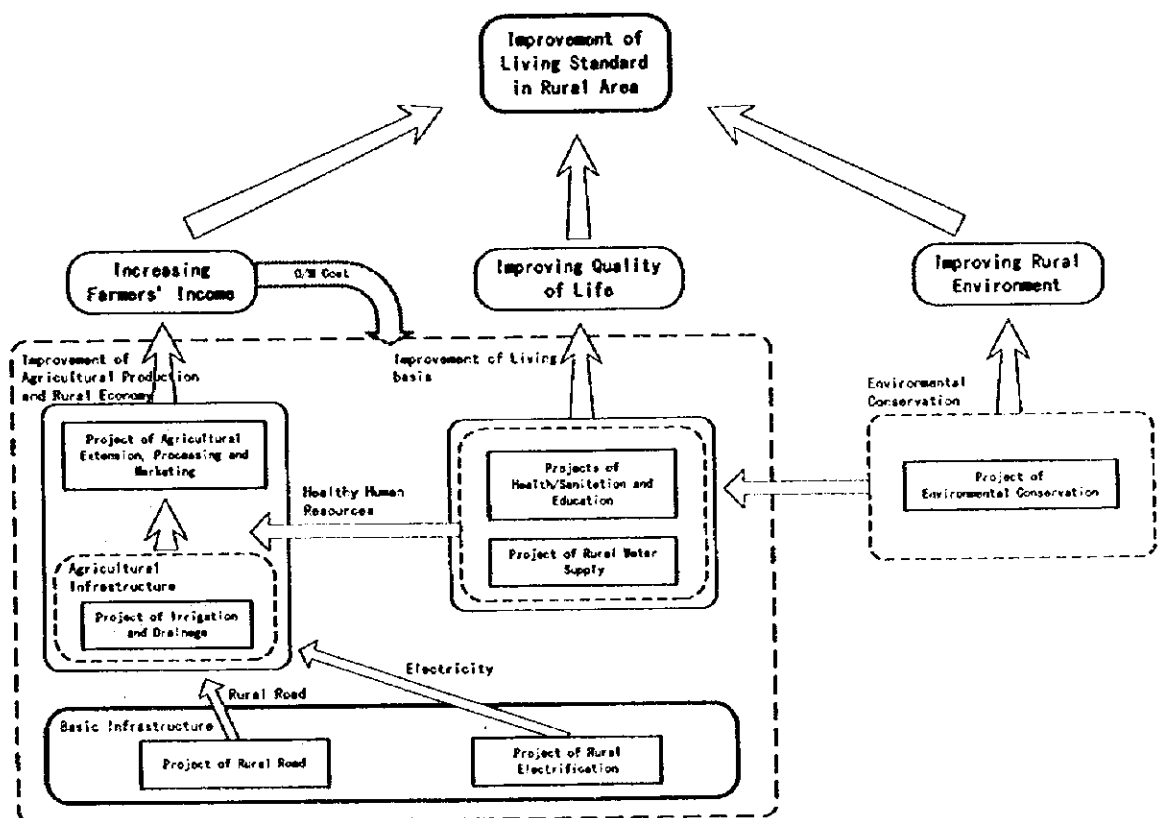 Improvement of
Living Standard
in Rural Area
Increasing
Farmers' Income
O/M Cost
Improving Quality
of Life
Improving Rural
Environment
Improvement of
Agricultural Production
and Rural Economy
Improvement of Living
basis
Environmental
Conservation
Project of Agricultural
Extension, Processing and
Marketing
Healthy Human
Resources
Projects of
Health/Sanitation and
Education
Project of
Environmental Conservation
Project of Rural Water
Supply
Agricultural
Infrastructure
Project of Irrigation
and Drainage
Electricity
Rural Road
Basic Infrastructure
Project of Rural Road
Project of Rural
Electrification